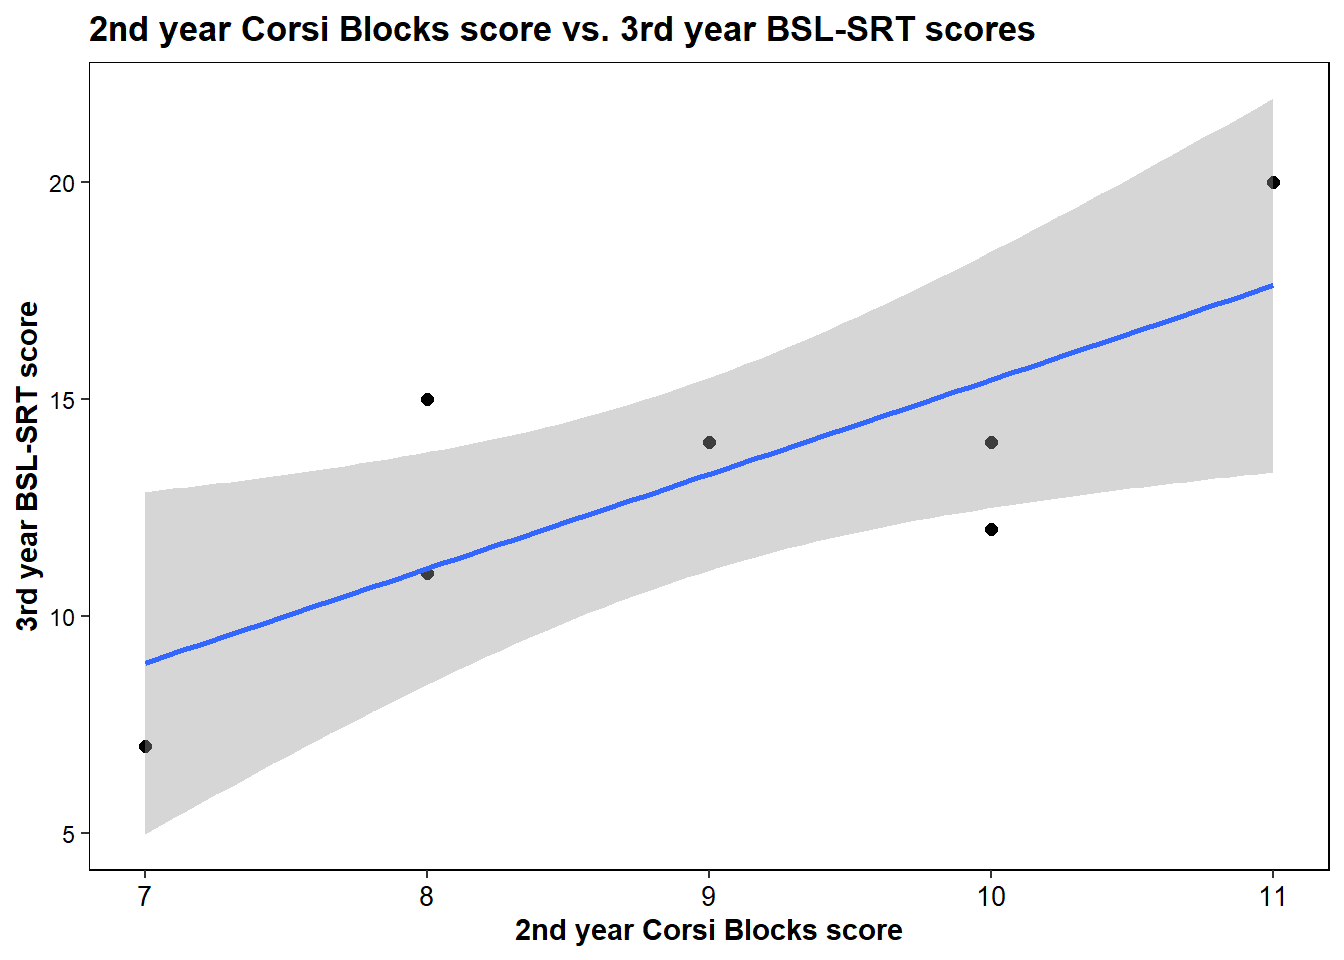 2nd year Corsi Blocks score vs. 3rd year BSL-SRT scores
3rd year BSL-SRT score
20
15
10
5
7 8 9 10 11
2nd year Corsi Blocks score